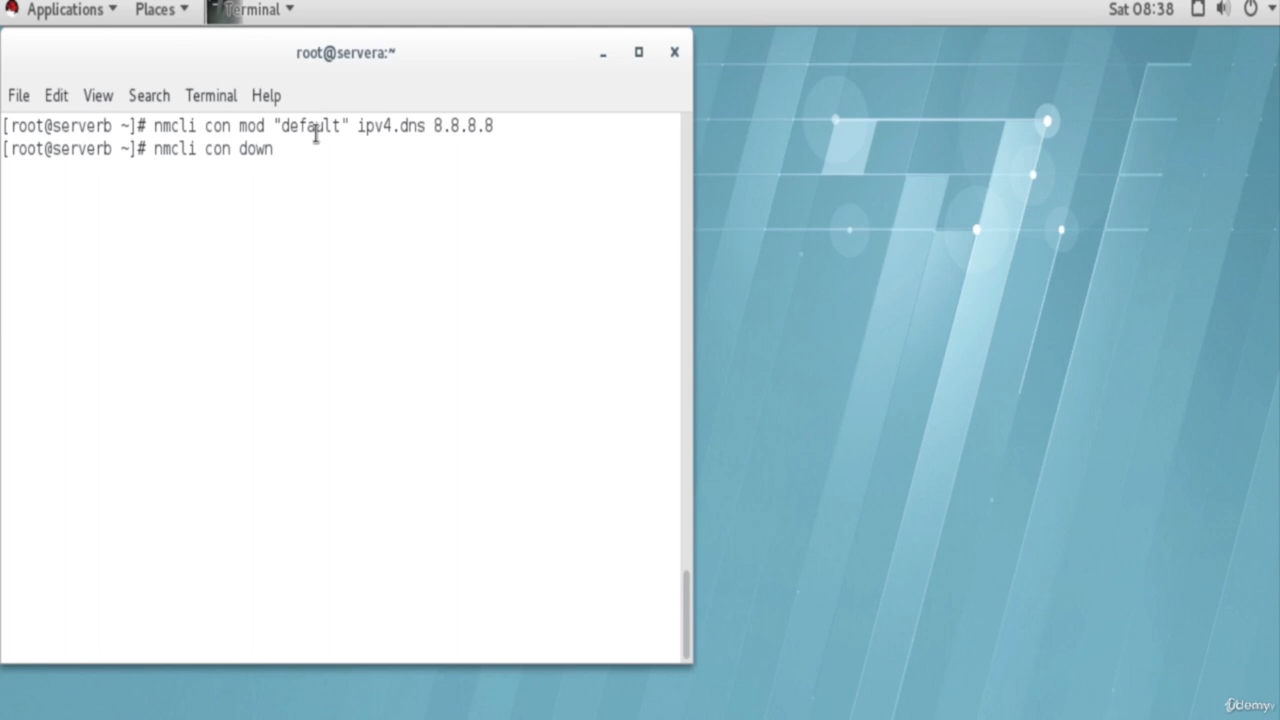 Applications Places Terminal Sat 08:38
root@servera:~
File Edit View Search Terminal Help
[root@serverb ~]# nmcli con mod "default" ipv4.dns 8.8.8.8
[root@serverb ~]# nmcli con down
Udemy